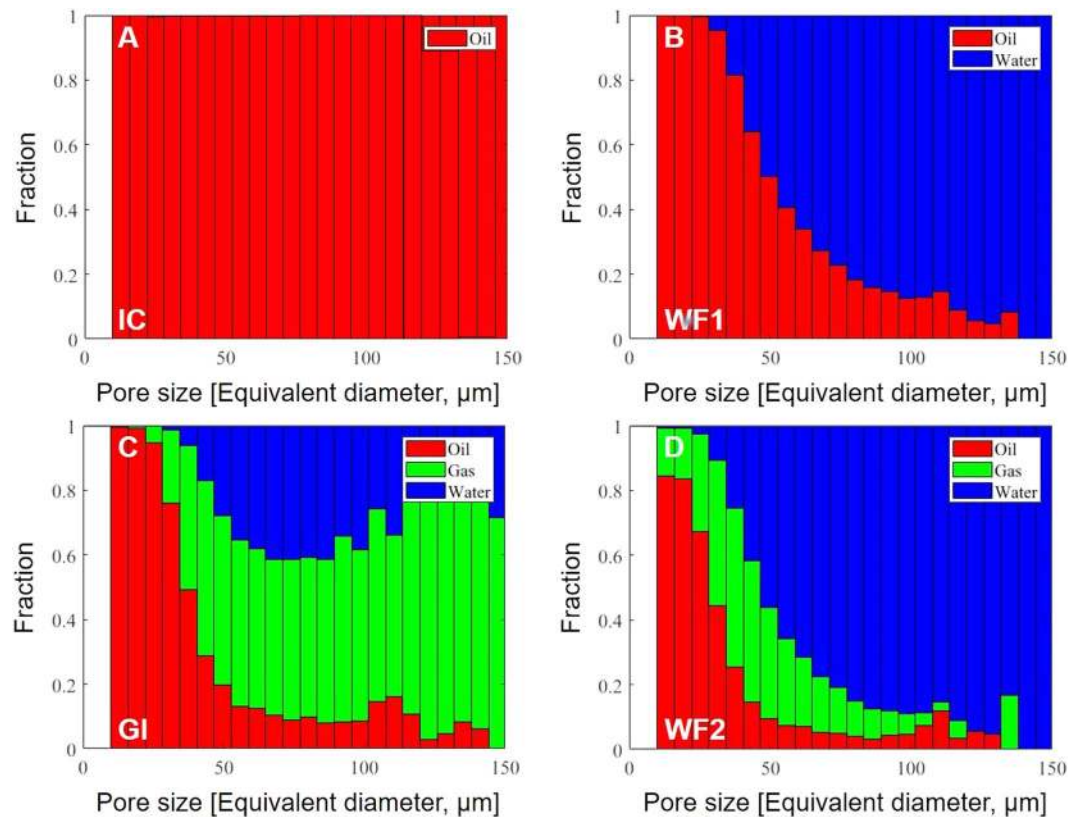 A
Oil
1
0.8
0.6
0.4
0.2
0
Fraction
IC
0
50
100
150
Pore size [Equivalent diameter, µm]
B
Oil
Water
1
0.8
0.6
0.4
0.2
0
Fraction
WF1
0
50
100
150
Pore size [Equivalent diameter, µm]
C
Oil
Gas
Water
1
0.8
0.6
0.4
0.2
0
Fraction
GI
0
50
100
150
Pore size [Equivalent diameter, µm]
D
Oil
Gas
Water
1
0.8
0.6
0.4
0.2
0
Fraction
WF2
0
50
100
150
Pore size [Equivalent diameter, µm]